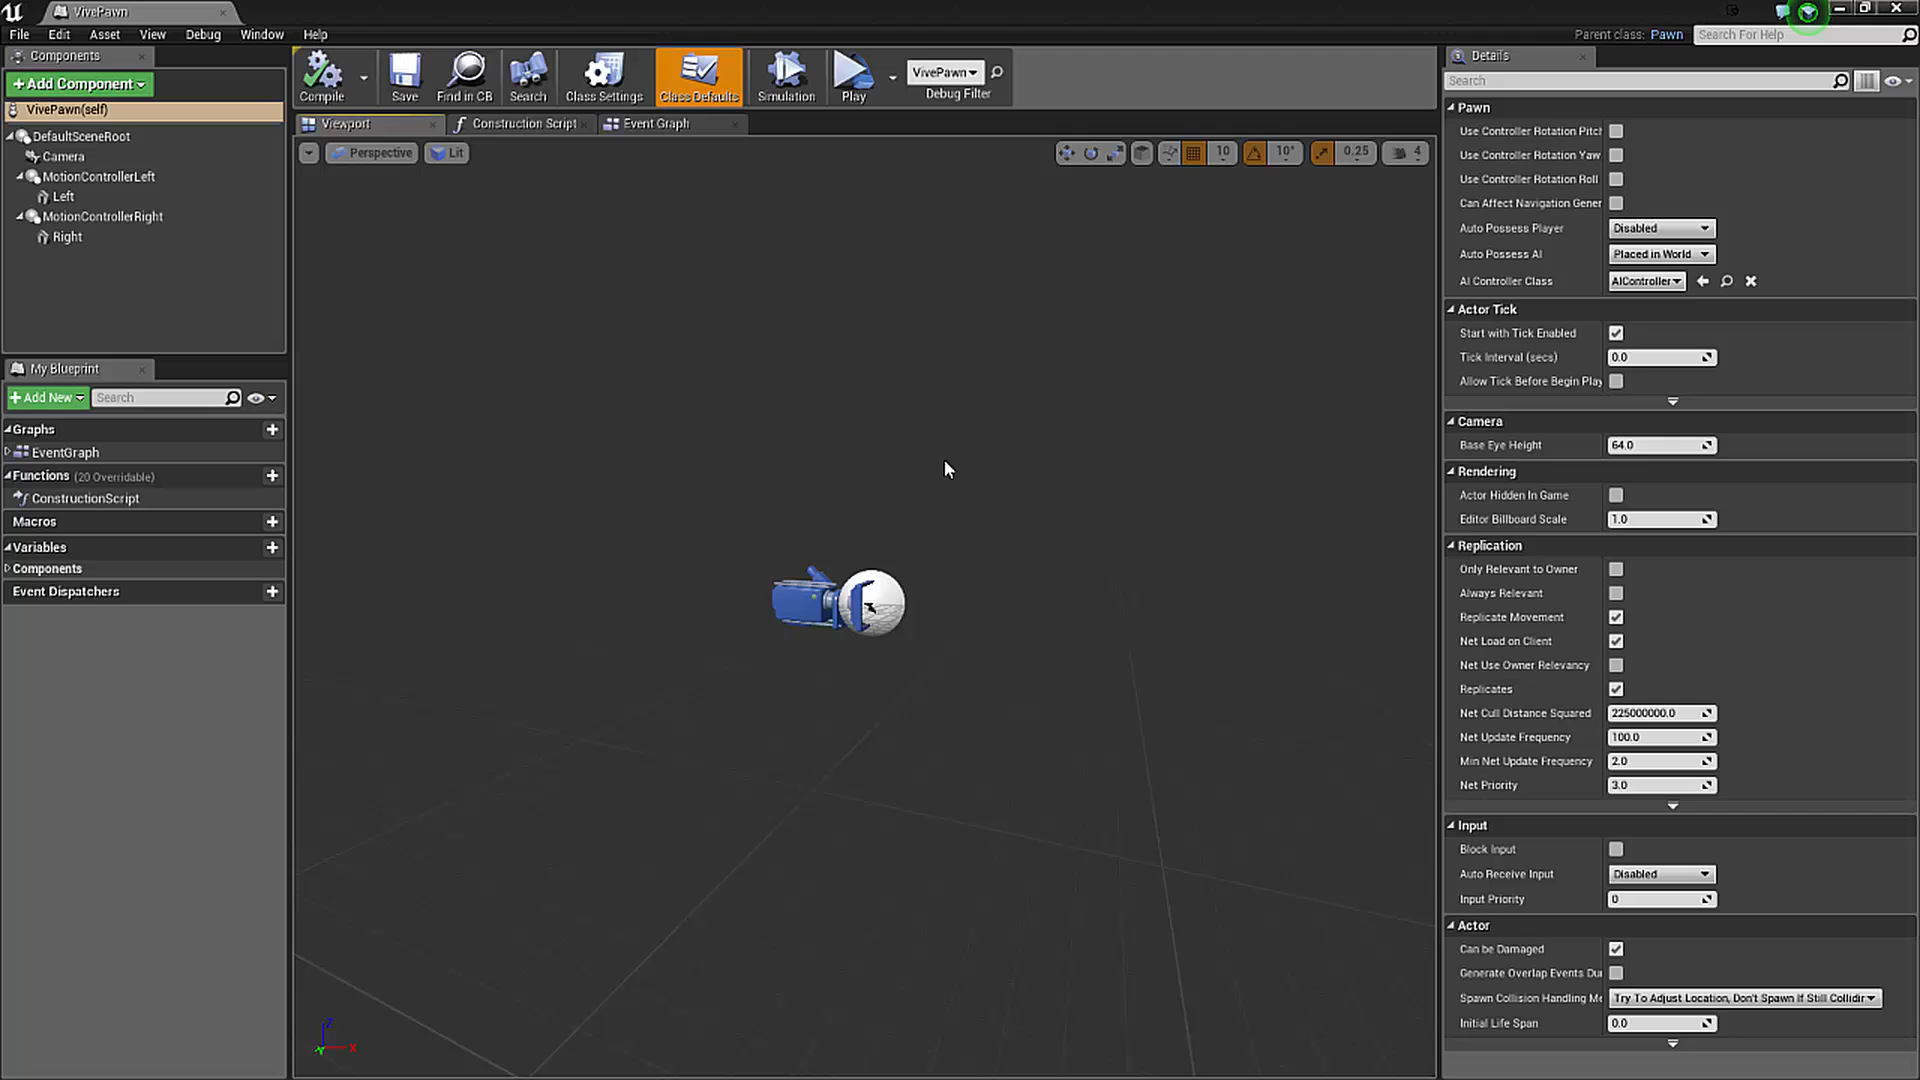 VivePawn
File Edit Asset View Debug Window Help
Parent class: Pawn
Search For Help
Components
+Add Component
VivePawn(self)
DefaultSceneRoot
Camera
MotionControllerLeft
Left
MotionControllerRight
Right
My Blueprint
+Add New
Search
Graphs
EventGraph
Functions (20 Overridable)
ConstructionScript
Macros
Variables
Components
Event Dispatchers
Compile
Save
Find in CB
Search
Class Settings
Class Defaults
Simulation
Play
VivePawn
Debug Filter
Viewport
Construction Script
Event Graph
Perspective
Lit
10
10°
0.25
4
Z
X
Y
Details
Search
Pawn
Use Controller Rotation Pitch
Use Controller Rotation Yaw
Use Controller Rotation Roll
Can Affect Navigation Gener
Auto Possess Player Disabled
Auto Possess AI Placed in World
AI Controller Class AIController
Actor Tick
Start with Tick Enabled
Tick Interval (secs) 0.0
Allow Tick Before Begin Play
Camera
Base Eye Height 64.0
Rendering
Actor Hidden In Game
Editor Billboard Scale 1.0
Replication
Only Relevant to Owner
Always Relevant
Replicate Movement
Net Load on Client
Net Use Owner Relevancy
Replicates
Net Cull Distance Squared 225000000.0
Net Update Frequency 100.0
Min Net Update Frequency 2.0
Net Priority 3.0
Input
Block Input
Auto Receive Input Disabled
Input Priority 0
Actor
Can be Damaged
Generate Overlap Events Du
Spawn Collision Handling Me Try To Adjust Location, Don't Spawn If Still Collidir
Initial Life Span 0.0